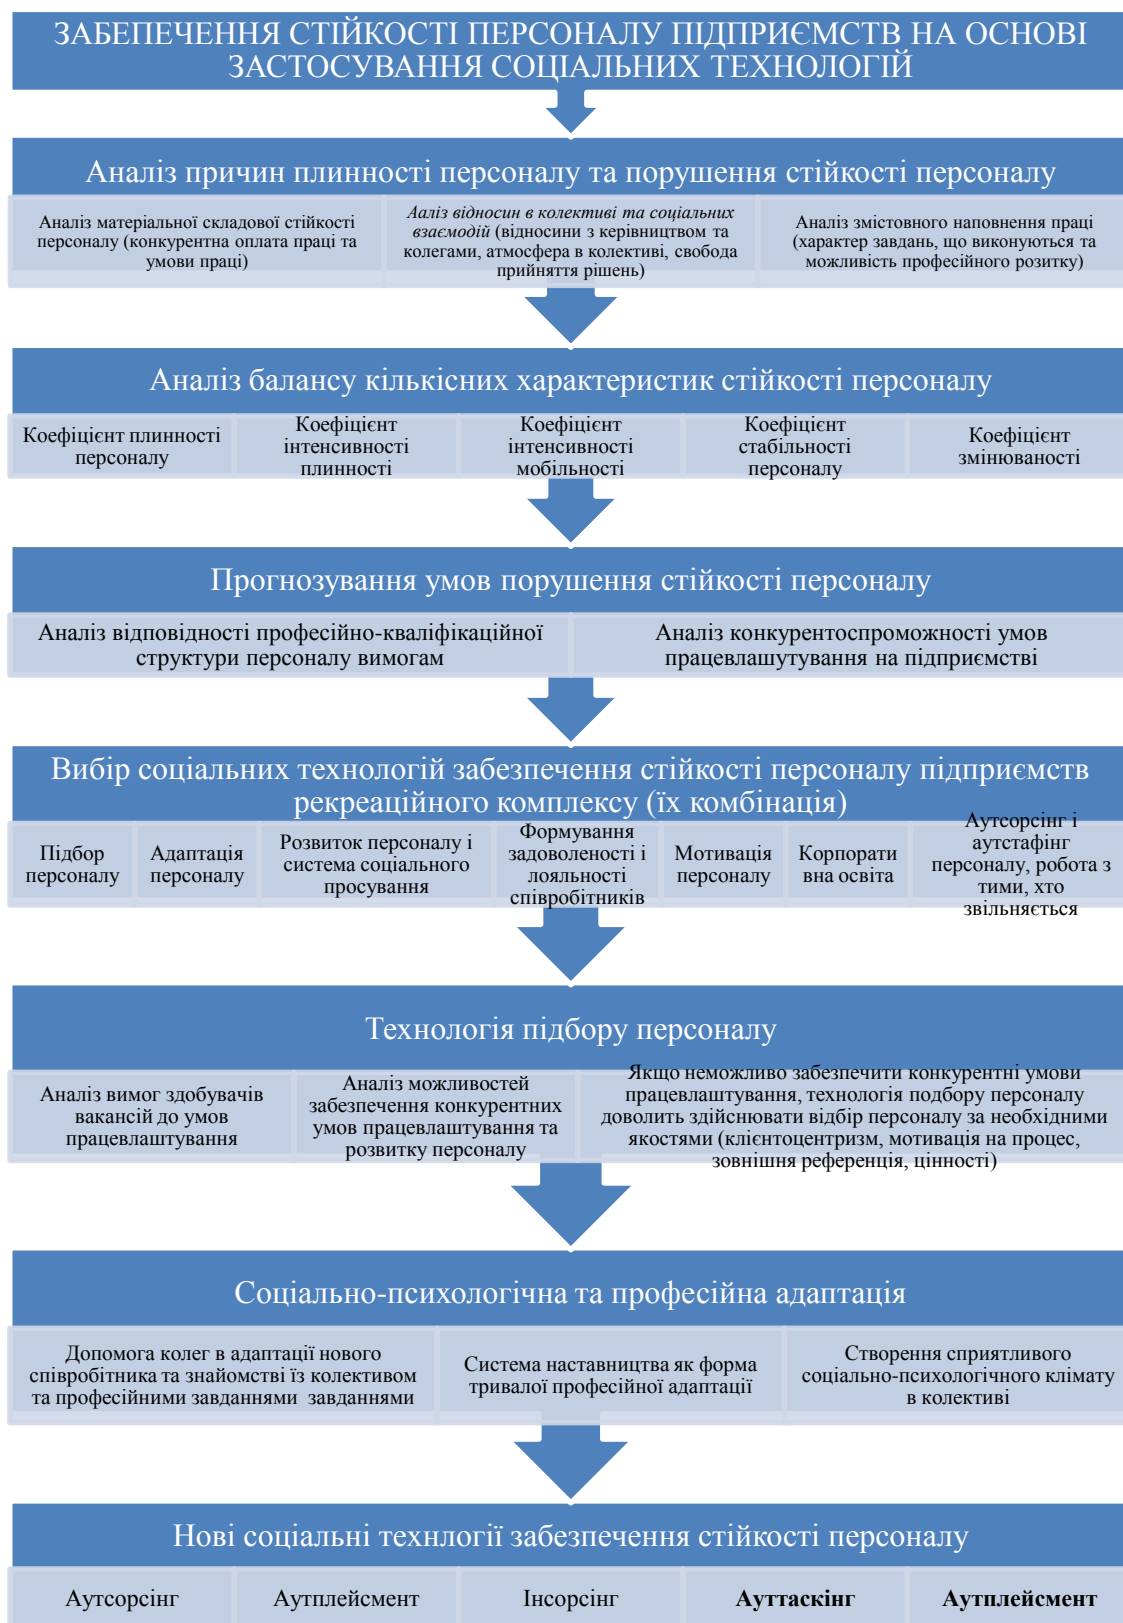 ЗАБЕПЕЧЕННЯ СТІЙКОСТІ ПЕРСОНАЛУ ПІДПРИЄМСТВ НА ОСНОВІ
ЗАСТОСУВАННЯ СОЦІАЛЬНИХ ТЕХНОЛОГІЙ
Аналіз причин плинності персоналу та порушення стійкості персоналу
Аналіз матеріальної складової стійкості
персоналу (конкурентна оплата праці та
умови праці)
Ааліз відносин в колективі та соціальних
взаємодій (відносини з керівництвом та
колегами, атмосфера в колективі, свобода
прийняття рішень)
Аналіз змістовного наповнення праці
(характер завдань, що виконуються та
можливість професійного розитку)
Аналіз балансу кількісних характеристик стійкості персоналу
Коефіцієнт плинності
персоналу
Коефіцієнт
інтенсивності
плинності
Коефіцієнт
інтенсивності
мобільності
Коефіцієнт
стабільності
персоналу
Коефіцієнт
змінюваності
Прогнозування умов порушення стійкості персоналу
Аналіз відповідності професійно-кваліфікаційної
структури персоналу вимогам
Аналіз конкурентоспроможності умов
працевлашутування на підприємстві
Вибір соціальних технологій забезпечення стійкості персоналу підприємств
рекреаційного комплексу (їх комбінація)
Підбор
персоналу
Адаптація
персоналу
Розвиток персоналу і
система соціального
просування
Формування
задоволеності і
лояльності
співробітників
Мотивація
персоналу
Корпорати
вна освіта
Аутсорсінг і
аутстафінг
персоналу, робота з
тими, хто
звільняється
Технологія підбору персоналу
Аналіз вимог здобувачів
вакансій до умов
працевлаштування
Аналіз можливостей
забезпечення конкурентних
умов працевлаштування та
розвитку персоналу
Якщо неможливо забезпечити конкурентні умови
працевлаштування, технологія подбору персоналу
доволить здійснювати відбір персоналу за необхідними
якостями (клієнтоцентризм, мотивація на процес,
зовнішня референція, цінності)
Соціально-психологічна та професійна адаптація
Допомога колег в адаптації нового
співробітника та знайомстві їз колективом
та професійними завданнями  завданнями
Система наставництва як форма
тривалої професійної адаптації
Створення сприятливого
соціально-психологічного клімату
в колективі
Нові соціальні технлогії забезпечення стійкості персоналу
Аутсорсінг
Аутплейсмент
Інсорсінг
Ауттаскінг
Аутплейсмент